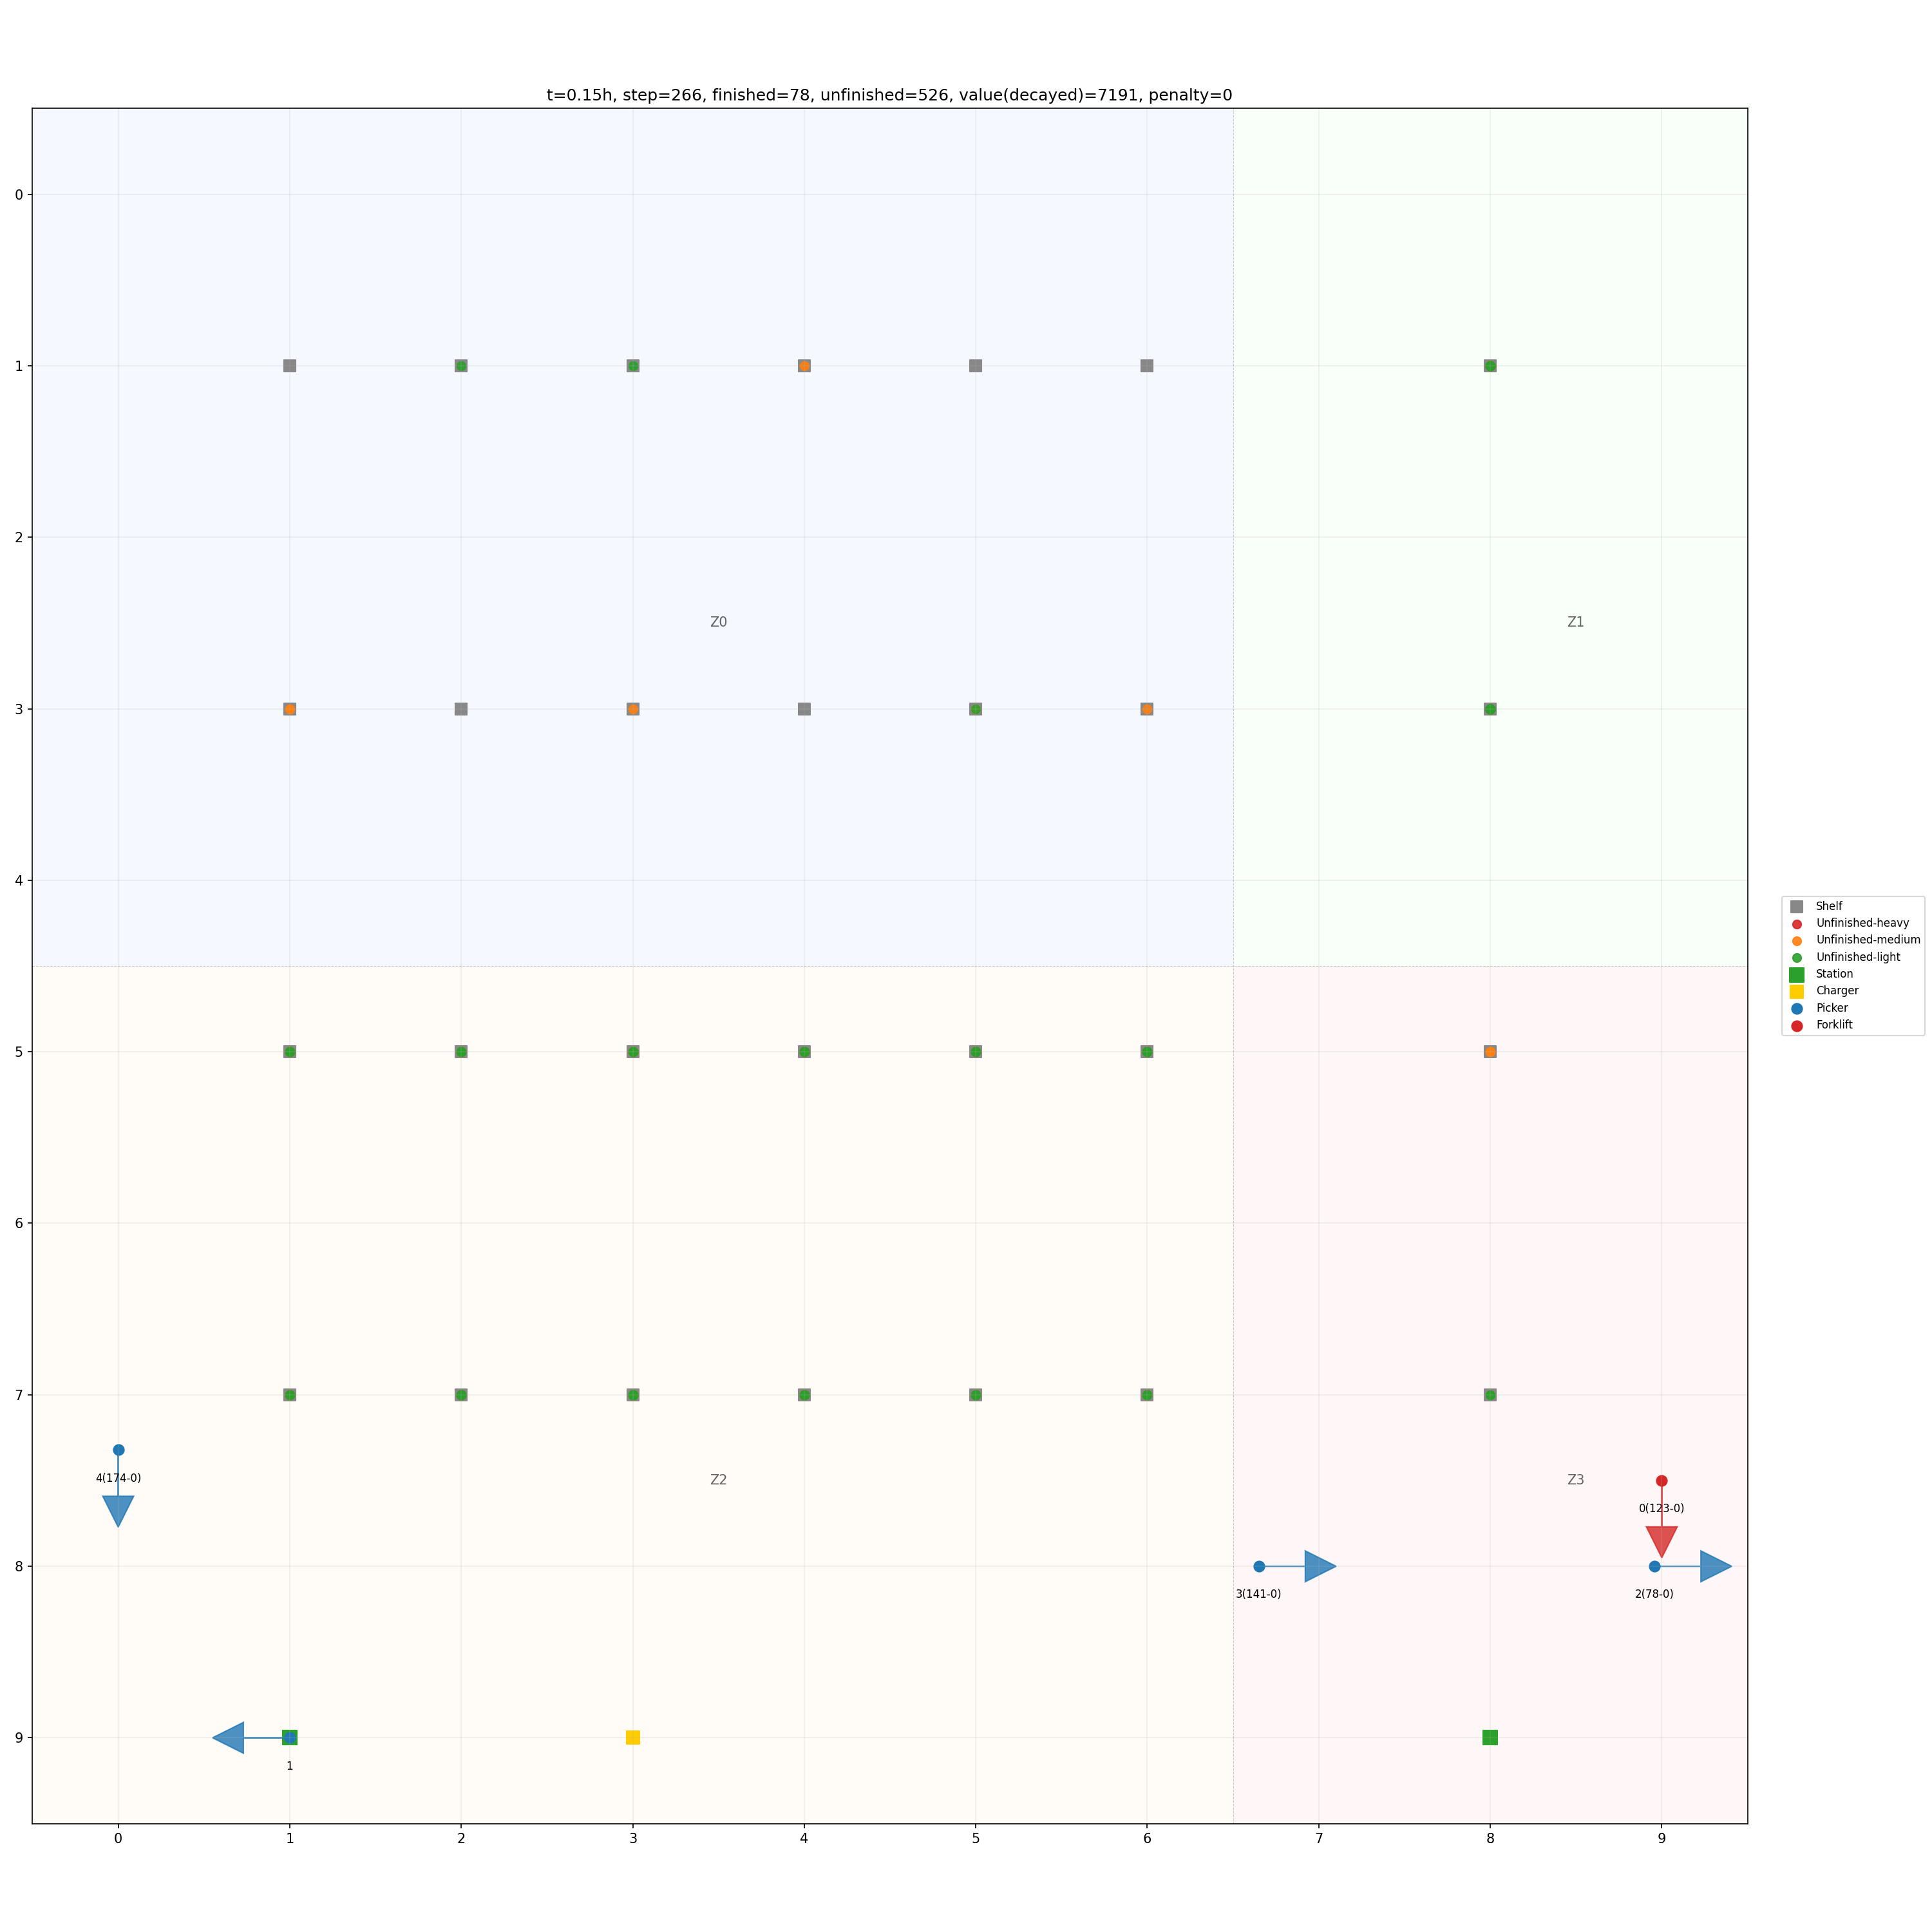 t=0.15h, step=266, finished=78, unfinished=526, value(decayed)=7191, penalty=0
0
1
2
Z0
Z1
3
4
Shelf
Unfinished-heavy
Unfinished-medium
Unfinished-light
Station
Charger
Picker
Forklift
5
6
4(174-0)
Z2
Z3
7
0(123-0)
8
3(141-0)
2(78-0)
9
1
0 1 2 3 4 5 6 7 8 9